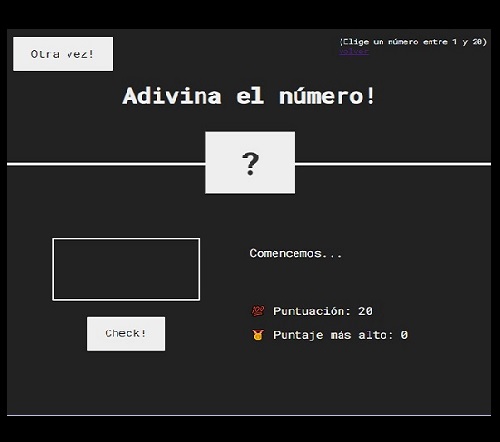 Otra vez!
(Elige un número entre 1 y 20)
volver
Adivina el número!
?
Comencemos...
Check!
💯 Puntuación: 20
🥇 Puntaje más alto: 0